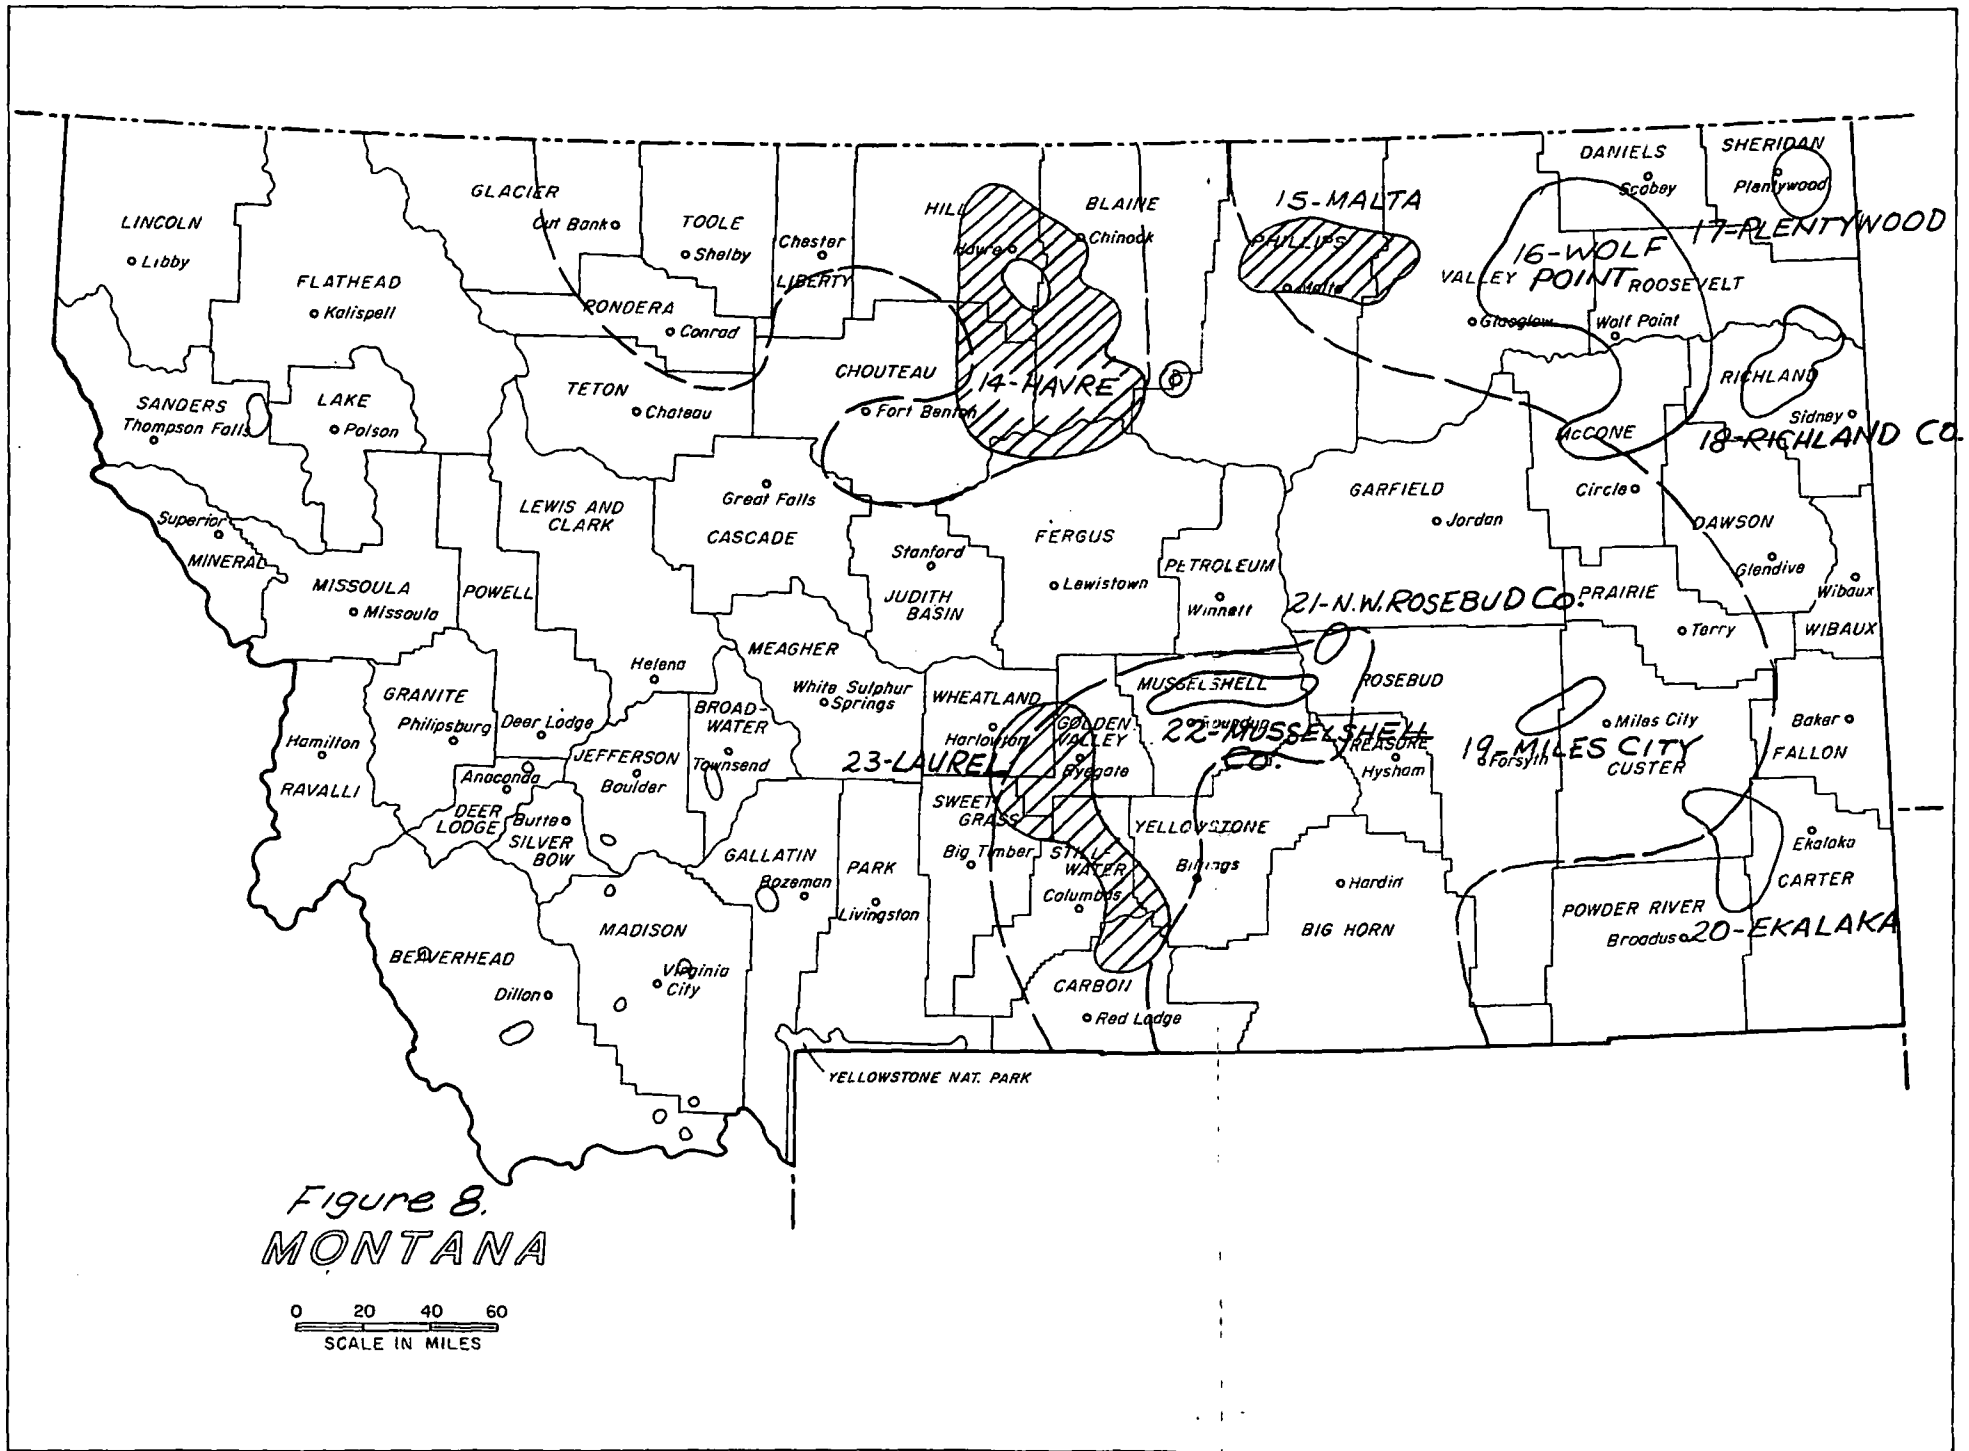 DANIELS
SHERIDAN
Scobey
Plentywood
GLACIER
Cut Bank
TOOLE
Shelby
Chester
LIBERTY
HILL
Havre
BLAINE
Chinook
15-MALTA
PHILLIPS
Malta
17-PLENTYWOOD
16-WOLF
POINT
VALLEY
ROOSEVELT
Glasglow
Wolf Point
LINCOLN
Libby
FLATHEAD
Kalispell
PONDERA
Conrad
CHOUTEAU
14-HAVRE
Fort Benton
TETON
Choteau
RICHLAND
Sidney
18-RICHLAND CO.
McCONE
SANDERS
Thompson Falls
LAKE
Polson
Circle
LEWIS AND
CLARK
Great Falls
CASCADE
GARFIELD
Jordan
DAWSON
Glendive
Wibaux
WIBAUX
Superior
MINERAL
MISSOULA
Missoula
POWELL
Stanford
JUDITH
BASIN
FERGUS
Lewistown
PETROLEUM
Winnett
21-N.W. ROSEBUD CO.
PRAIRIE
Terry
MEAGHER
White Sulphur
Springs
Helena
GRANITE
Philipsburg
Deer Lodge
BROAD-
WATER
Townsend
WHEATLAND
Harlowton
GOLDEN
VALLEY
Ryegate
MUSSELSHELL
Roundup
22-MUSSELSHELL
CO.
ROSEBUD
TREASURE
Hysham
Forsyth
Miles City
19-MILES CITY
CUSTER
Baker
FALLON
Hamilton
RAVALLI
JEFFERSON
Boulder
Anaconda
DEER
LODGE
Butte
SILVER
BOW
23-LAUREL
SWEET
GRASS
Big Timber
STILL-
WATER
Columbus
YELLOWSTONE
Billings
Hardin
BIG HORN
Ekalaka
CARTER
POWDER RIVER
Broadus
20-EKALAKA
GALLATIN
Bozeman
PARK
Livingston
MADISON
Virginia
City
BEAVERHEAD
Dillon
CARBON
Red Lodge
YELLOWSTONE NAT. PARK
Figure 8.
MONTANA
0 20 40 60
SCALE IN MILES